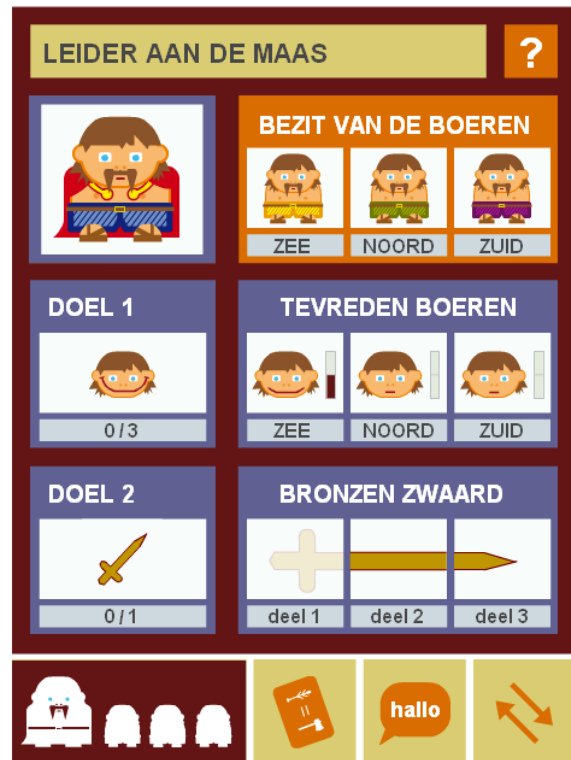 LEIDER AAN DE MAAS
?
BEZIT VAN DE BOEREN
ZEE NOORD ZUID
DOEL 1
TEVREDEN BOEREN
0 / 3
ZEE NOORD ZUID
DOEL 2
BRONZEN ZWAARD
0 / 1
deel 1 deel 2 deel 3
hallo